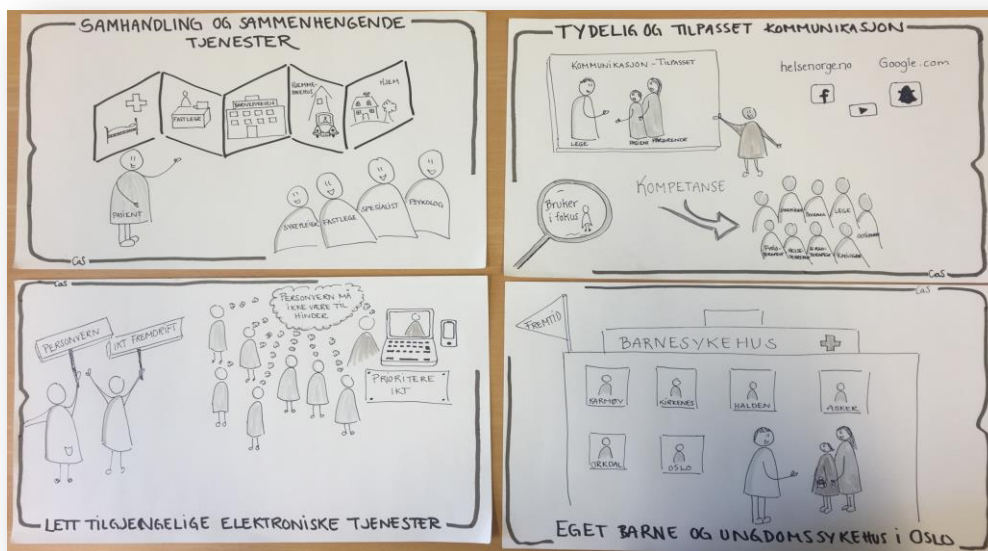 SAMHANDLING OG SAMMENHENGENDE
TJENESTER
HJEM
FASTLEGE
PASIENT
SYKEPLEIER
FASTLEGE
SPESIALIST
PSYKOLOG
CaS
TYDELIG OG TILPASSET KOMMUNIKASJON
KOMMUNIKASJON - TILPASSET
LEGE
PÅRØRENDE
helsenorge.no
Google.com
f
Bruker
i fokus
KOMPETANSE
LEGE
CaS
PERSONVERN
IKT FREMDRIFT
PERSONVERN MÅ
IKKE VÆRE TIL
HINDER
PRIORITERE
IKT
CaS
LETT TILGJENGELIGE ELEKTRONISKE TJENESTER
CaS
FREMTID
BARNESYKEHUS
KARMØY
KIRKENES
HALDEN
ASKER
ORKDAL
OSLO
EGET BARNE OG UNGDOMSSYKEHUS i OSLO